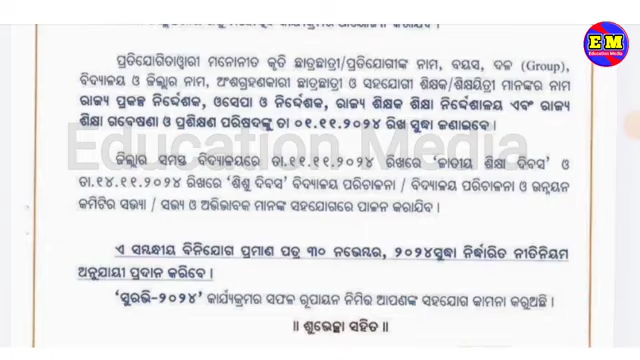 ପ୍ରତିଯୋଗିତାୱାରୀ ମନୋନୀତ କୃତି ଛାତ୍ରଛାତ୍ରୀ/ପ୍ରତିଯୋଗୀଙ୍କ ନାମ, ବୟସ, ଦଳ (Group),
ବିଦ୍ୟାଳୟ ଓ ଜିଲ୍ଲାର ନାମ, ଅଂଶଗ୍ରହଣକାରୀ ଛାତ୍ରଛାତ୍ରୀ ଓ ସହଯୋଗୀ ଶିକ୍ଷକ/ଶିକ୍ଷୟିତ୍ରୀ ମାନଙ୍କର ନାମ
ରାଜ୍ୟ ପ୍ରକଳ୍ପ ନିର୍ଦ୍ଦେଶକ, ଓସେପା ଓ ନିର୍ଦ୍ଦେଶକ, ରାଜ୍ୟ ଶିକ୍ଷକ ଶିକ୍ଷା ନିର୍ଦ୍ଦେଶାଳୟ ଏବଂ ରାଜ୍ୟ
ଶିକ୍ଷା ଗବେଷଣା ଓ ପ୍ରଶିକ୍ଷଣ ପରିଷଦଙ୍କୁ ତା ୦୧.୧୧.୨୦୨୪ ରିଖ ସୁଦ୍ଧା ଜଣାଇବେ।
ଜିଲ୍ଲାର ସମସ୍ତ ବିଦ୍ୟାଳୟରେ ତା.୧୧.୧୧.୨୦୨୪ ରିଖରେ 'ଜାତୀୟ ଶିକ୍ଷା ଦିବସ' ଓ
ତା.୧୪.୧୧.୨୦୨୪ ରିଖରେ 'ଶିଶୁ ଦିବସ' ବିଦ୍ୟାଳୟ ପରିଚାଳନା / ବିଦ୍ୟାଳୟ ପରିଚାଳନା ଓ ଉନ୍ନୟନ
କମିଟିର ସଭ୍ୟା / ସଭ୍ୟ ଓ ଅଭିଭାବକ ମାନଙ୍କ ସହଯୋଗରେ ପାଳନ କରାଯିବ।
ଏ ସମ୍ବନ୍ଧୀୟ ବିନିଯୋଗ ପ୍ରମାଣ ପତ୍ର ୩୦ ନଭେମ୍ବର, ୨୦୨୪ସୁଦ୍ଧା ନିର୍ଦ୍ଧାରିତ ନୀତିନିୟମ
ଅନୁଯାୟୀ ପ୍ରଦାନ କରିବେ।
'ସୁରଭି-୨୦୨୪' କାର୍ଯ୍ୟକ୍ରମର ସଫଳ ରୂପାୟନ ନିମିତ୍ତ ଆପଣଙ୍କ ସହଯୋଗ କାମନା କରୁଅଛି।
॥ ଶୁଭେଚ୍ଛା ସହିତ ॥
Education Media
EM
Education Media